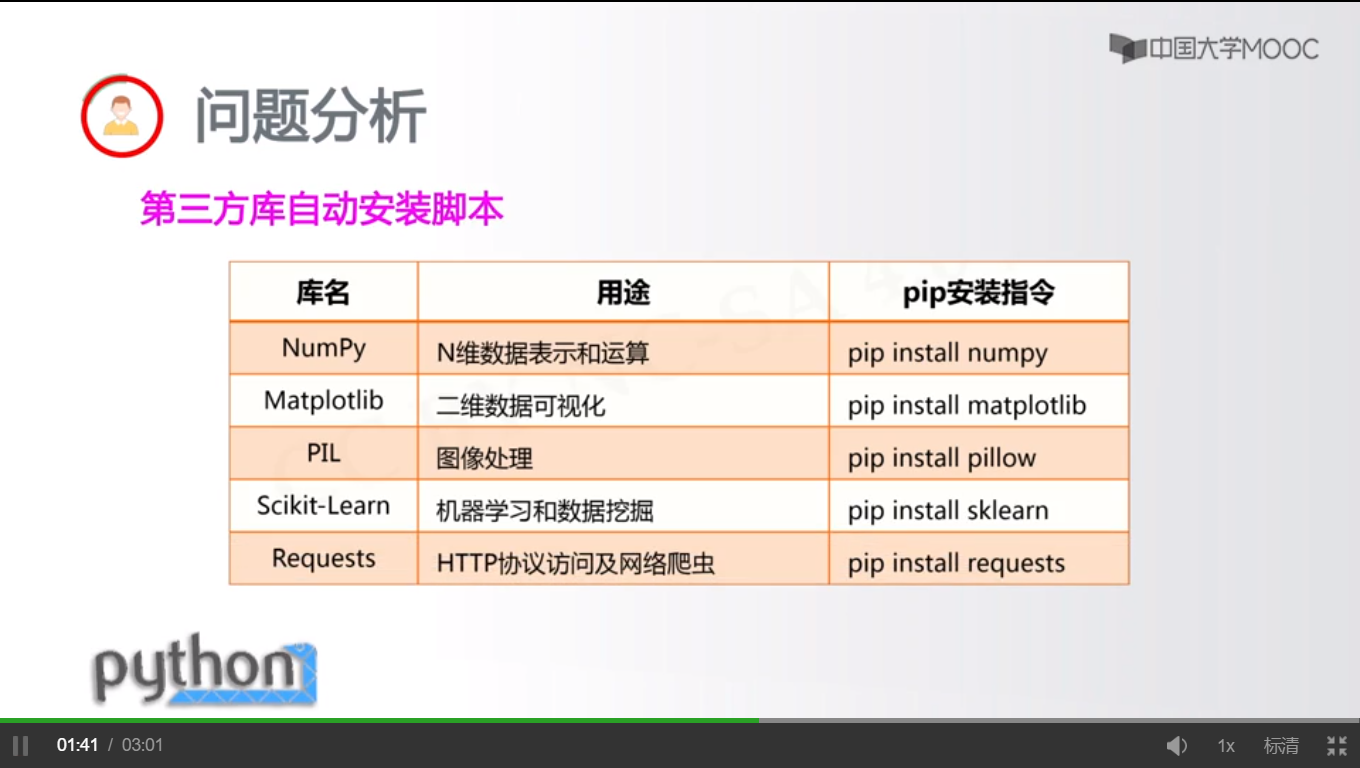 中国大学MOOC
问题分析
第三方库自动安装脚本
库名 用途 pip安装指令
NumPy N维数据表示和运算 pip install numpy
Matplotlib 二维数据可视化 pip install matplotlib
PIL 图像处理 pip install pillow
Scikit-Learn 机器学习和数据挖掘 pip install sklearn
Requests HTTP协议访问及网络爬虫 pip install requests
python
01:41 / 03:01 1x 标清